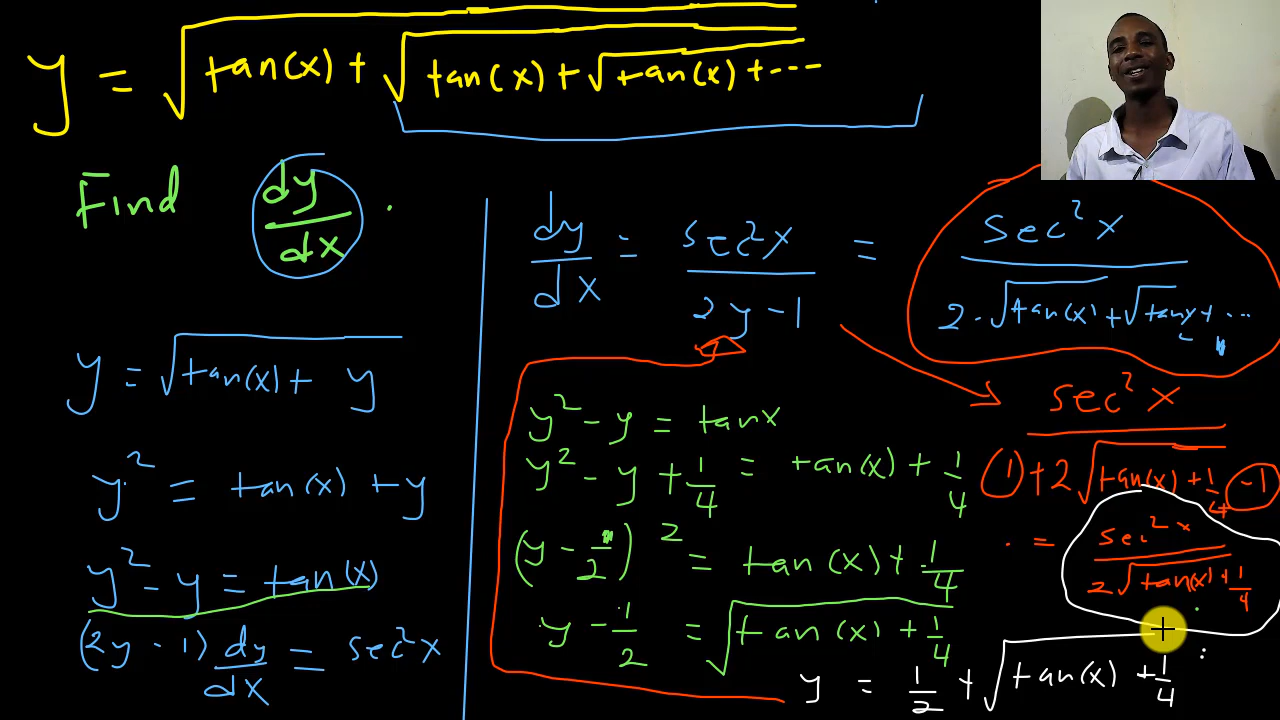 y = √(tan(x) + √(tan(x) + √(tan(x) + ···
Find dy/dx .
y = √(tan(x) + y)
y² = tan(x) + y
y² - y = tan(x)
(2y - 1) dy/dx = sec²x
dy/dx = sec²x / (2y - 1) = sec²x / (2·√(tan(x) + √(tanx + ...
y² - y = tanx
y² - y + 1/4 = tan(x) + 1/4
(y - 1/2)² = tan(x) + 1/4
y - 1/2 = √(tan(x) + 1/4)
y = 1/2 + √(tan(x) + 1/4)
sec²x / (1) + 2√(tan(x) + 1/4) - 1
= sec²x / 2√(tan(x) + 1/4)